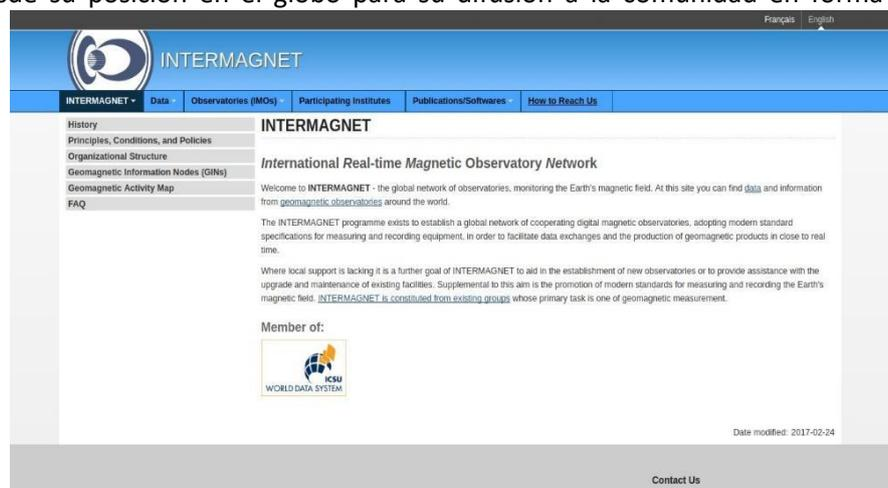 desde su posición en el globo para su difusión a la comunidad en forma
Français English
INTERMAGNET
INTERMAGNET Data Observatories (IMOs) Participating Institutes Publications/Softwares How to Reach Us
History
Principles, Conditions, and Policies
Organizational Structure
Geomagnetic Information Nodes (GINs)
Geomagnetic Activity Map
FAQ
INTERMAGNET
International Real-time Magnetic Observatory Network
Welcome to INTERMAGNET - the global network of observatories, monitoring the Earth's magnetic field. At this site you can find data and information
from geomagnetic observatories around the world.
The INTERMAGNET programme exists to establish a global network of cooperating digital magnetic observatories, adopting modern standard
specifications for measuring and recording equipment, in order to facilitate data exchanges and the production of geomagnetic products in close to real
time.
Where local support is lacking it is a further goal of INTERMAGNET to aid in the establishment of new observatories or to provide assistance with the
upgrade and maintenance of existing facilities. Supplemental to this aim is the promotion of modern standards for measuring and recording the Earth's
magnetic field. INTERMAGNET is constituted from existing groups whose primary task is one of geomagnetic measurement.
Member of:
ICSU
WORLD DATA SYSTEM
Date modified: 2017-02-24
Contact Us